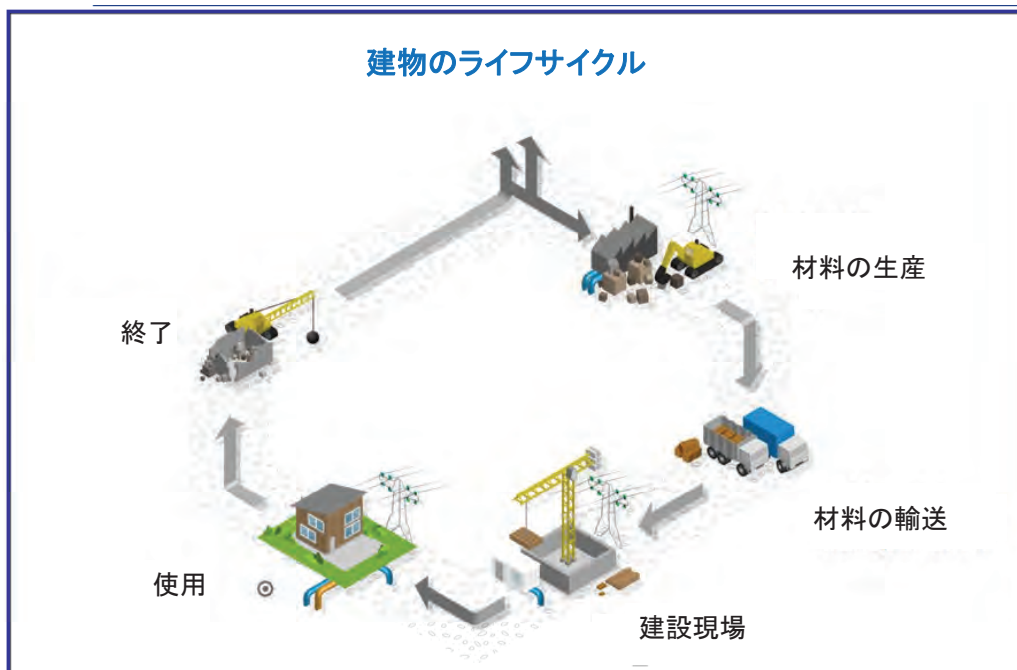 建物のライフサイクル
材料の生産
終了
材料の輸送
使用
建設現場